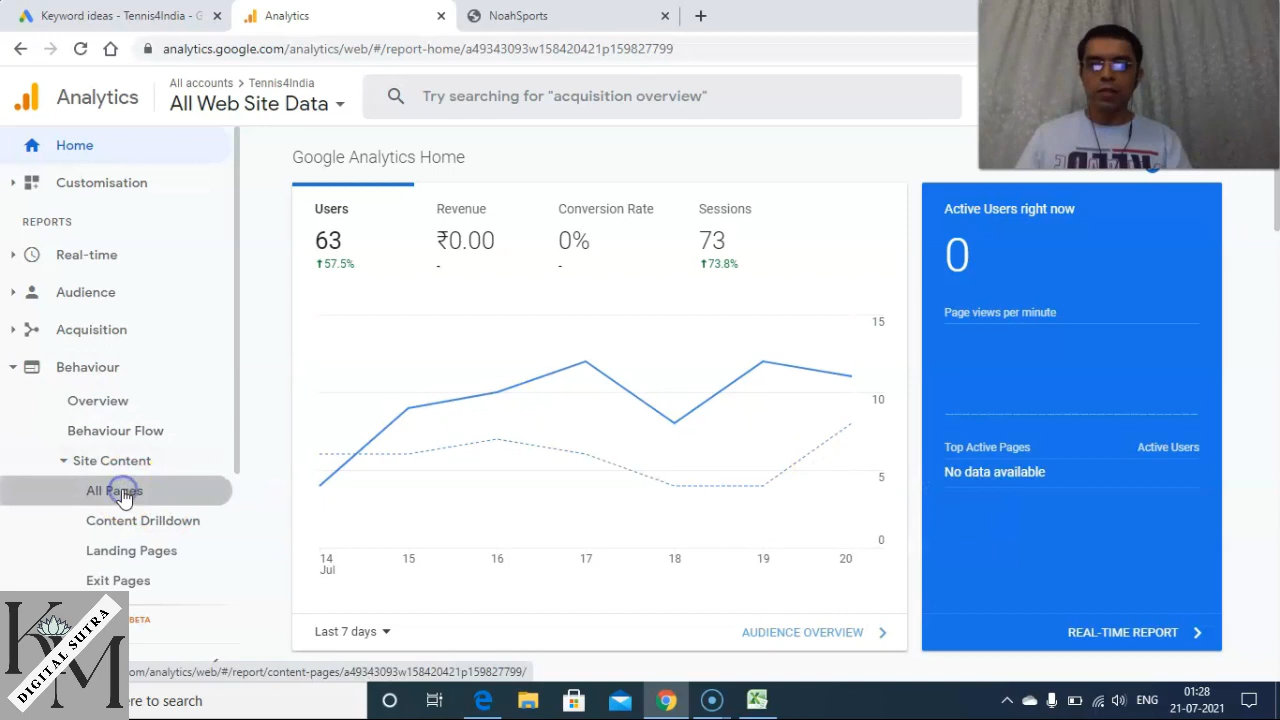 Keyword ideas - Tennis4India - G
Analytics
NoahSports
analytics.google.com/analytics/web/#/report-home/a49343093w158420421p159827799
Analytics
All accounts > Tennis4India
All Web Site Data
Try searching for "acquisition overview"
Home
Customisation
REPORTS
Real-time
Audience
Acquisition
Behaviour
Overview
Behaviour Flow
Site Content
All Pages
Content Drilldown
Landing Pages
Exit Pages
BETA
Google Analytics Home
Users
63
57.5%
Revenue
₹0.00
-
Conversion Rate
0%
-
Sessions
73
73.8%
15
10
5
0
14
Jul
15
16
17
18
19
20
Last 7 days
AUDIENCE OVERVIEW
Active Users right now
0
Page views per minute
Top Active Pages
Active Users
No data available
REAL-TIME REPORT
om/analytics/web/#/report/content-pages/a49343093w158420421p159827799/
KM
DIGITAL SUTRA
here to search
ENG
01:28
21-07-2021